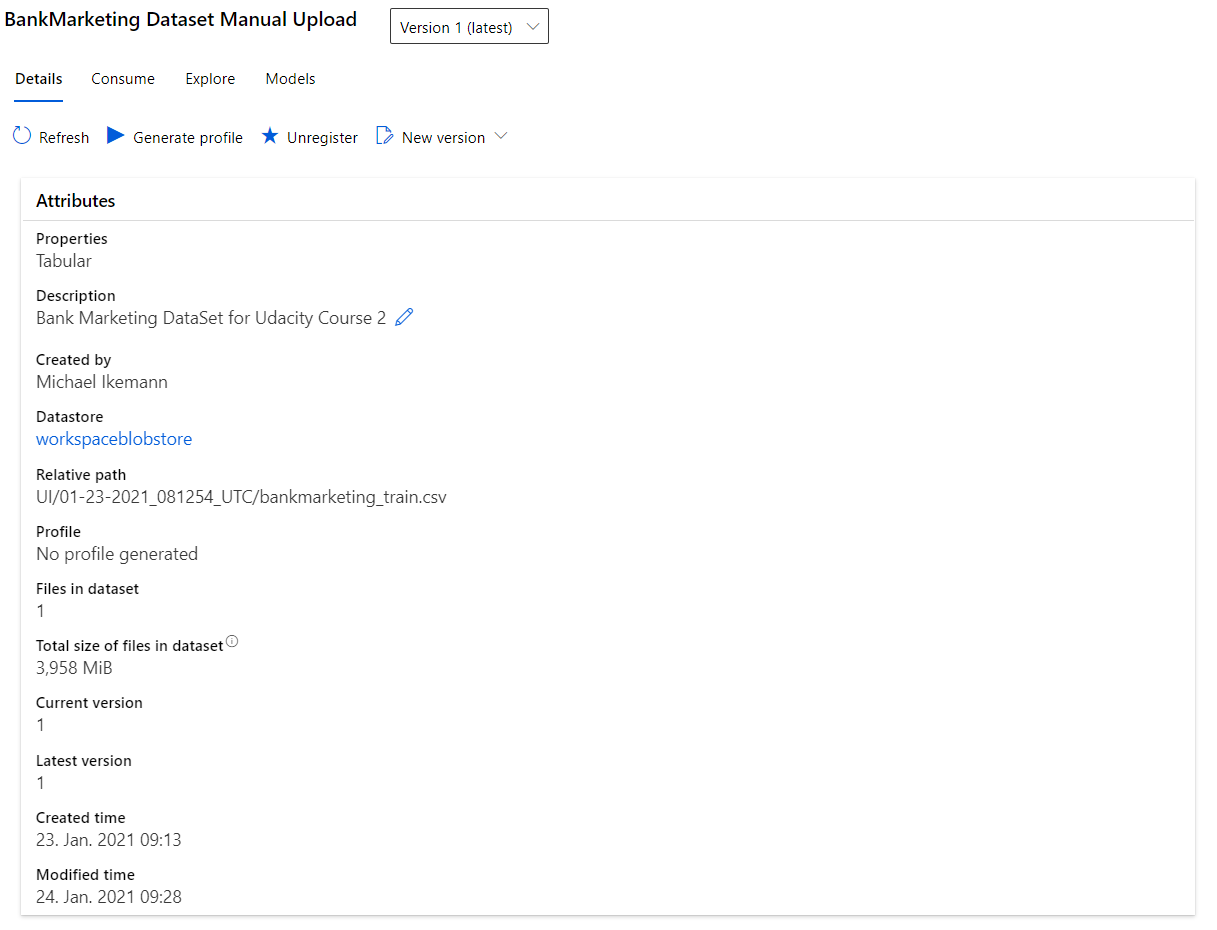 BankMarketing Dataset Manual Upload
Version 1 (latest)
Details Consume Explore Models
Refresh Generate profile Unregister New version
Attributes
Properties
Tabular
Description
Bank Marketing DataSet for Udacity Course 2
Created by
Michael Ikemann
Datastore
workspaceblobstore
Relative path
UI/01-23-2021_081254_UTC/bankmarketing_train.csv
Profile
No profile generated
Files in dataset
1
Total size of files in dataset
3,958 MiB
Current version
1
Latest version
1
Created time
23. Jan. 2021 09:13
Modified time
24. Jan. 2021 09:28